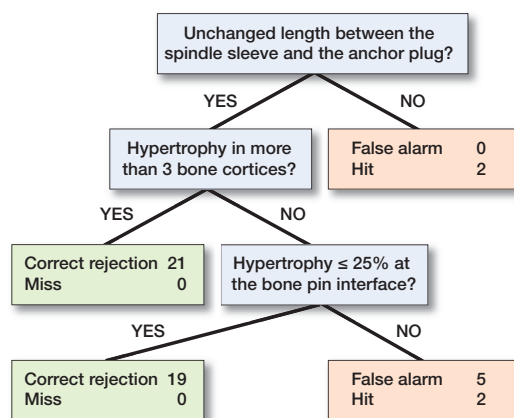 Unchanged length between the
spindle sleeve and the anchor plug?
YES
NO
Hypertrophy in more
than 3 bone cortices?
False alarm 0
Hit 2
YES
NO
Correct rejection 21
Miss 0
Hypertrophy ≤ 25% at
the bone pin interface?
YES
NO
Correct rejection 19
Miss 0
False alarm 5
Hit 2